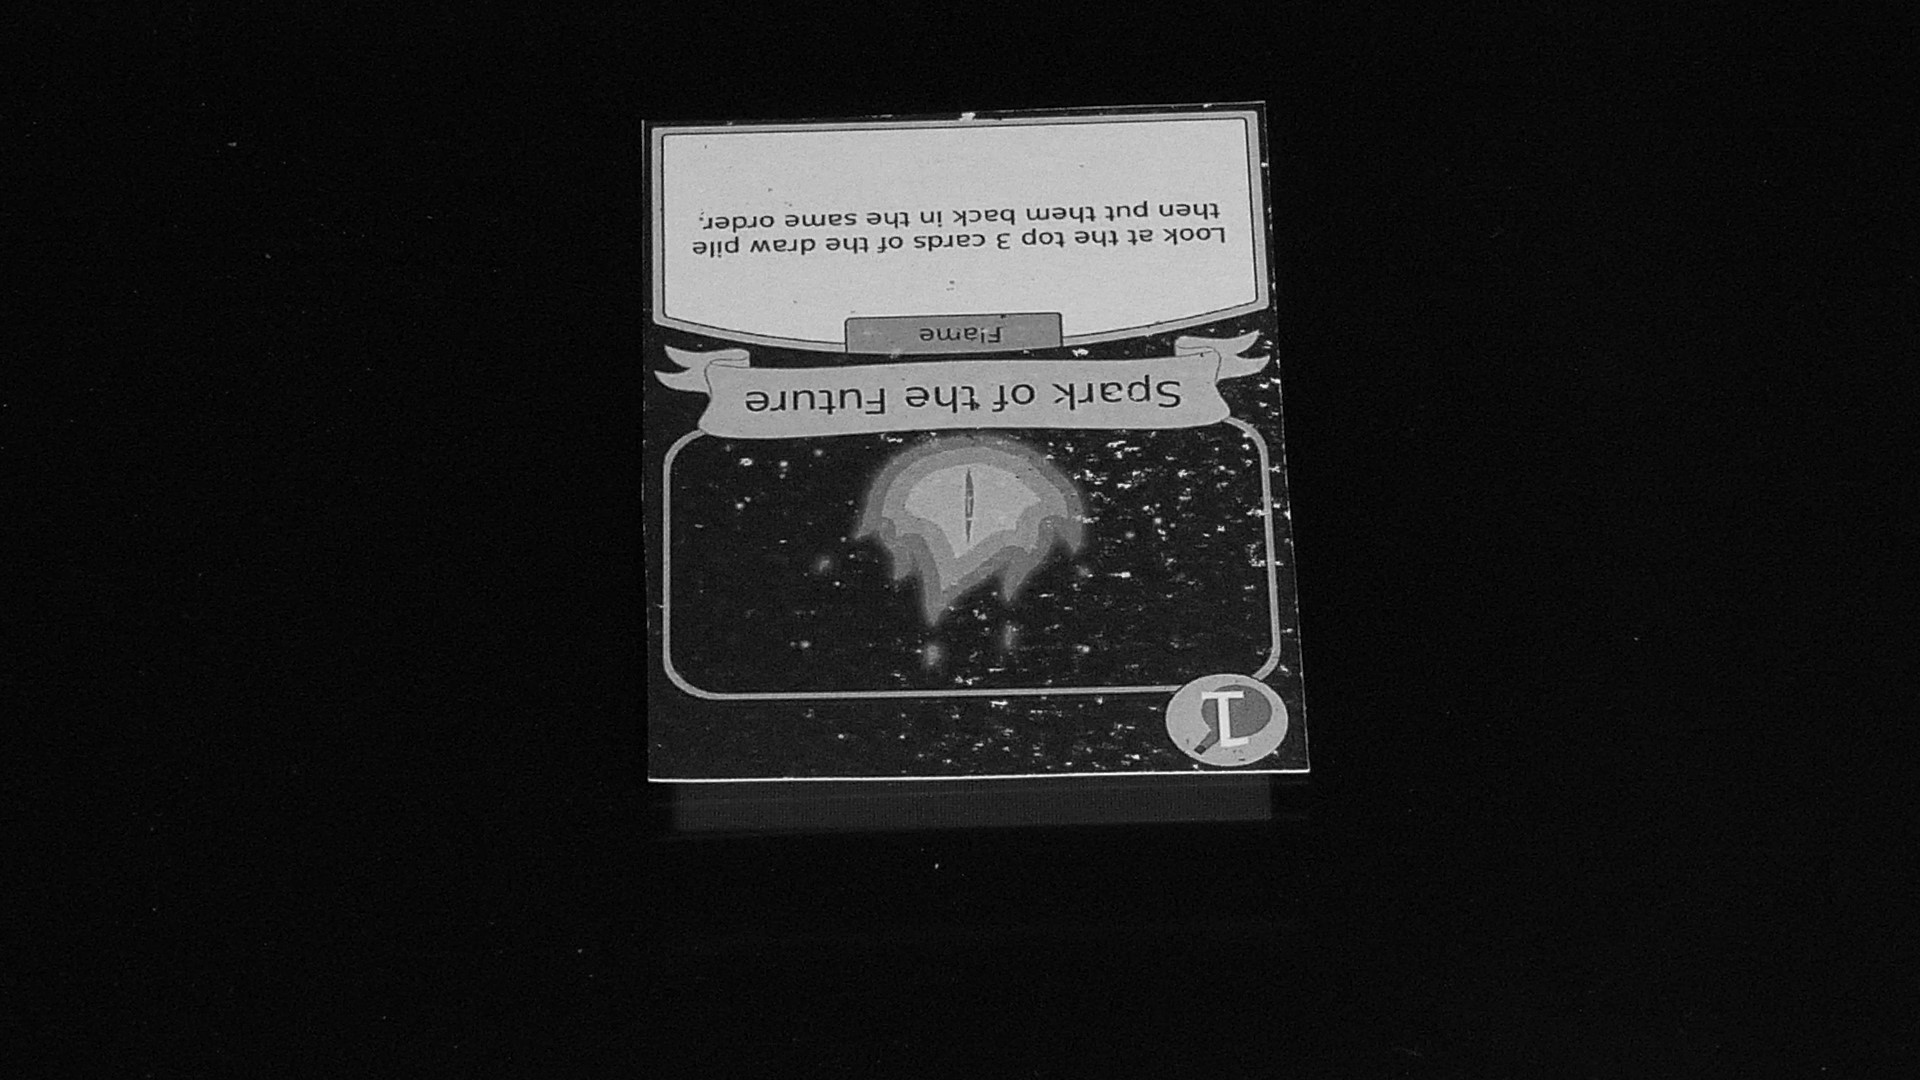 1
Spark of the Future
Flame
Look at the top 3 cards of the draw pile
then put them back in the same order.